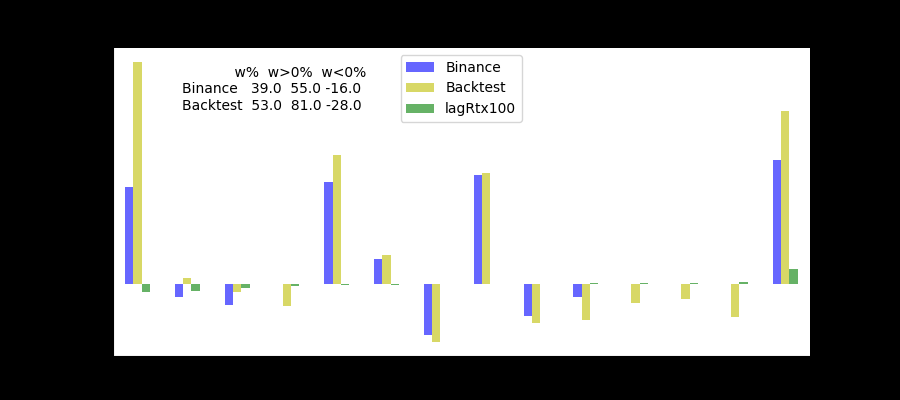 w% w>0% w<0%
Binance 39.0 55.0 -16.0
Backtest 53.0 81.0 -28.0
Binance
Backtest
lagRtx100